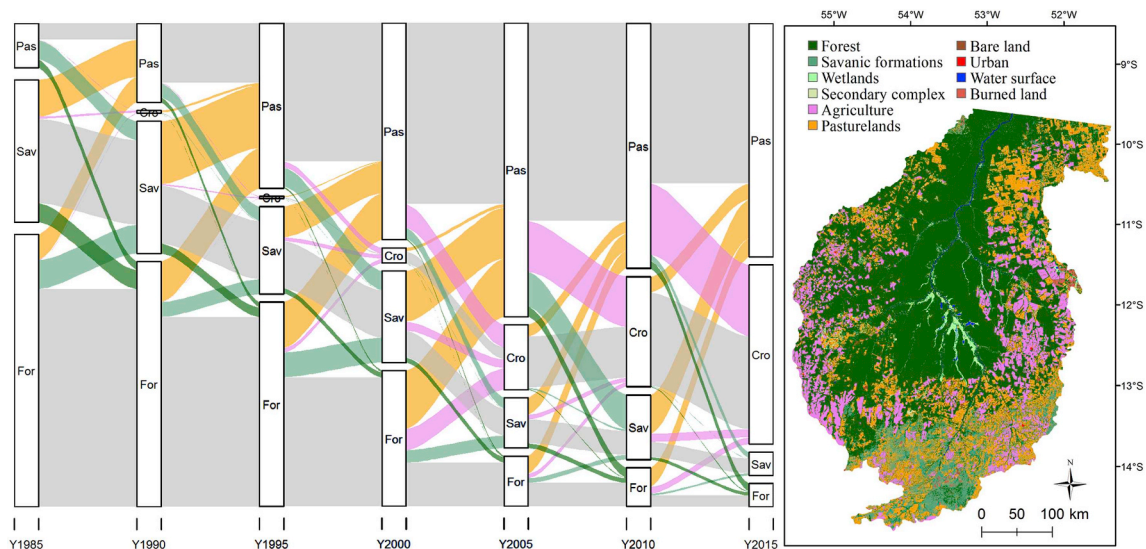 Pas
Sav
For
Pas
Cro
Sav
For
Pas
Cro
Sav
For
Pas
Cro
Sav
For
Pas
Cro
Sav
For
Pas
Cro
Sav
For
Pas
Cro
Sav
For
Y1985 Y1990 Y1995 Y2000 Y2005 Y2010 Y2015
55°W 54°W 53°W 52°W
Forest
Savanic formations
Wetlands
Secondary complex
Agriculture
Pasturelands
Bare land
Urban
Water surface
Burned land
9°S
10°S
11°S
12°S
13°S
14°S
N
0 50 100 km